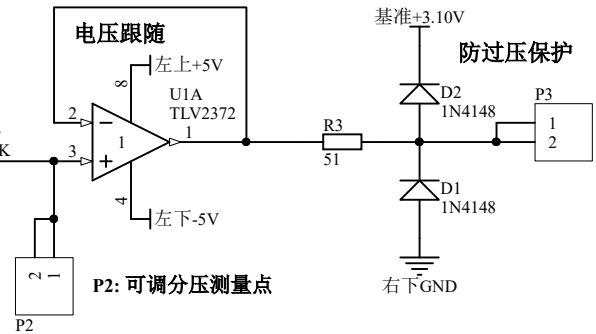 基准+3.10V
电压跟随
防过压保护
左上+5V
8
U1A
TLV2372
D2
1N4148
P3
2
1
1
R3
1
2
K
3
51
4
左下-5V
D1
1N4148
2
1
P2: 可调分压测量点
右下GND
P2